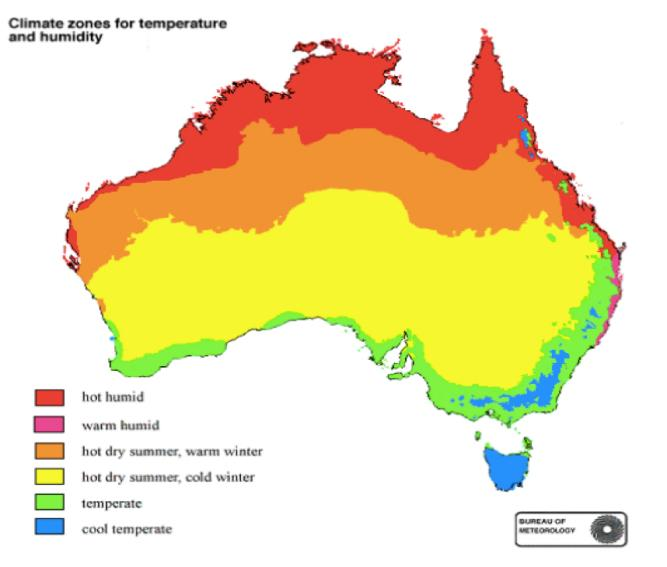 Climate zones for temperature
and humidity
hot humid
warm humid
hot dry summer, warm winter
hot dry summer, cold winter
temperate
cool temperate
BUREAU OF
METEOROLOGY